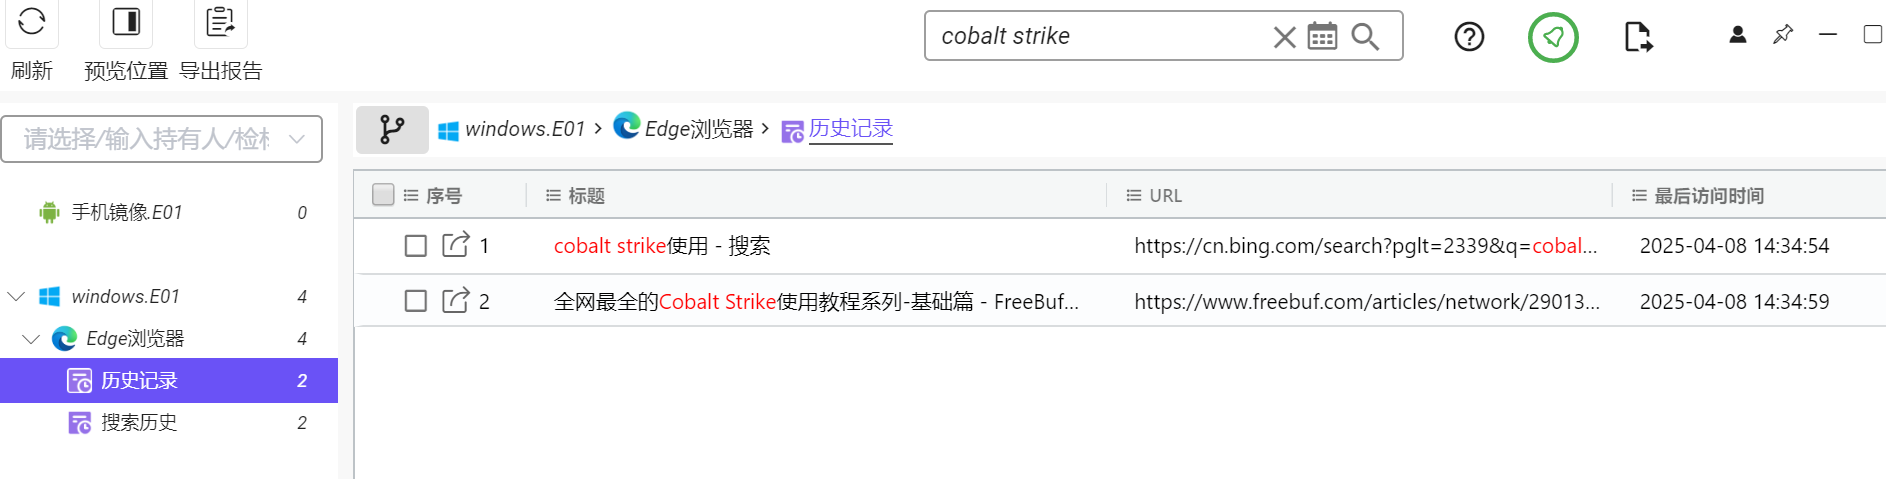 cobalt strike
刷新 预览位置 导出报告
请选择/输入持有人/检
windows.E01 Edge浏览器 历史记录
序号 标题 URL 最后访问时间
手机镜像.E01 0
1 cobalt strike使用 - 搜索 https://cn.bing.com/search?pglt=2339&q=cobal... 2025-04-08 14:34:54
windows.E01 4
2 全网最全的Cobalt Strike使用教程系列-基础篇 - FreeBuf... https://www.freebuf.com/articles/network/29013... 2025-04-08 14:34:59
Edge浏览器 4
历史记录 2
搜索历史 2